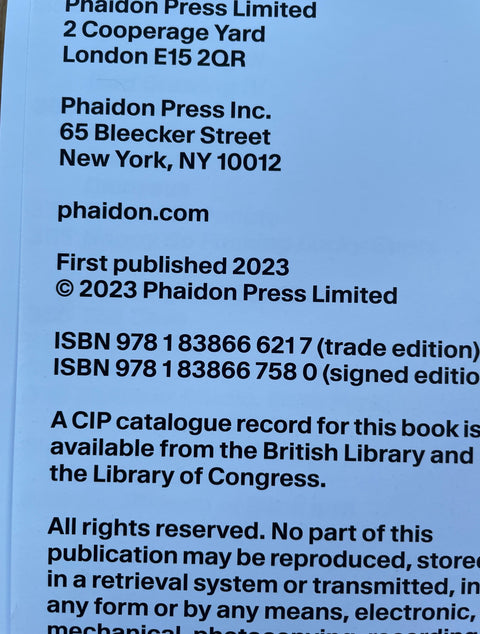 Phaidon Press Limited
2 Cooperage Yard
London E15 2QR
Phaidon Press Inc.
65 Bleecker Street
New York, NY 10012
phaidon.com
First published 2023
© 2023 Phaidon Press Limited
ISBN 978 1 83866 621 7 (trade edition)
ISBN 978 1 83866 758 0 (signed editio
A CIP catalogue record for this book is
available from the British Library and
the Library of Congress.
All rights reserved. No part of this
publication may be reproduced, store
in a retrieval system or transmitted, in
any form or by any means, electronic,
mechanical, photocopying, recording